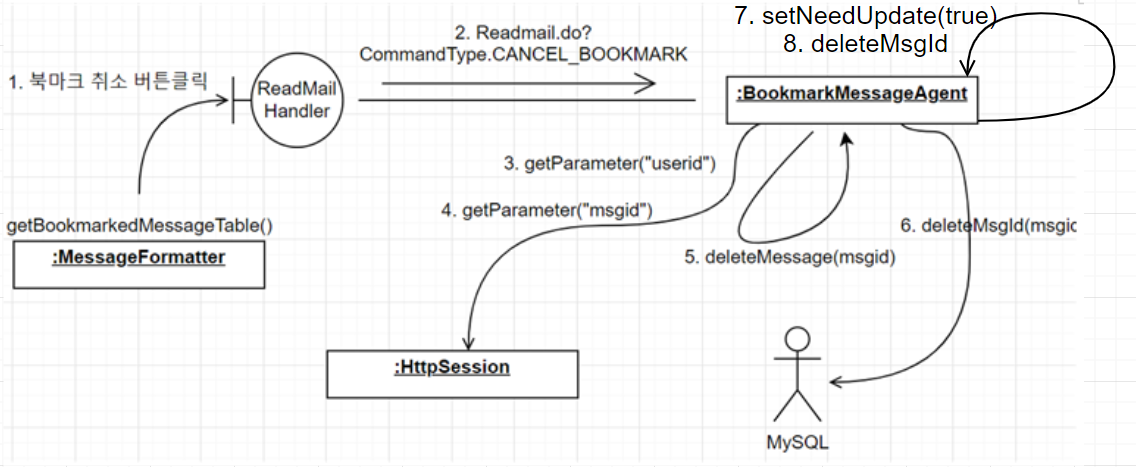 7. setNeedUpdate(true)
8. deleteMsgId
2. Readmail.do?
CommandType.CANCEL_BOOKMARK
1. 북마크 취소 버튼클릭
ReadMail
Handler
:BookmarkMessageAgent
3. getParameter("userid")
4. getParameter("msgid")
getBookmarkedMessageTable()
6. deleteMsgId(msgic
:MessageFormatter
5. deleteMessage(msgid)
:HttpSession
MySQL